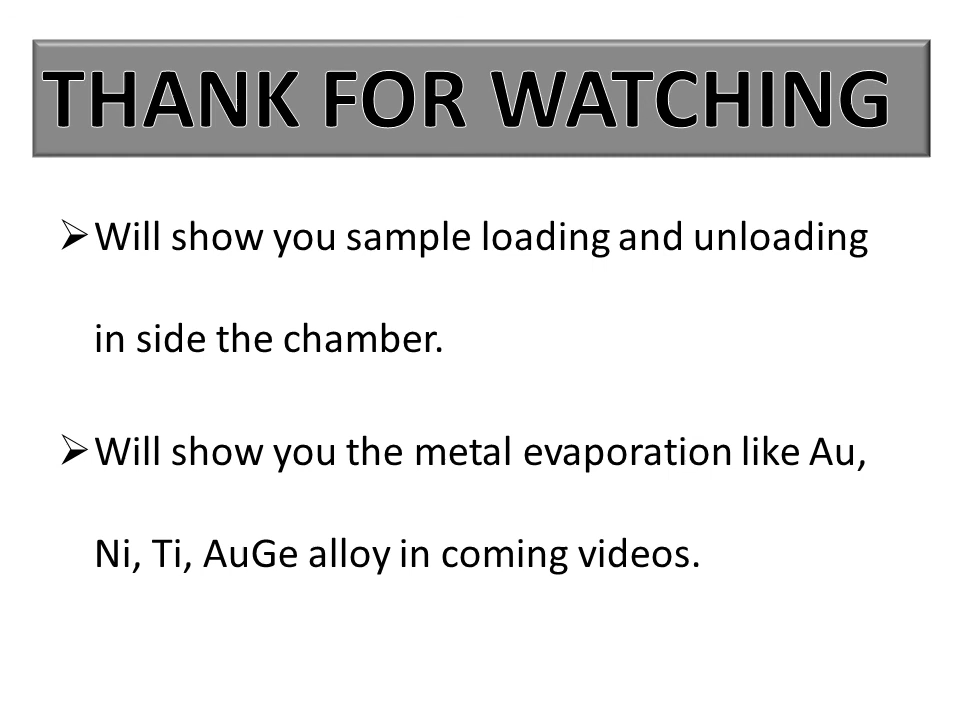 THANK FOR WATCHING
➢ Will show you sample loading and unloading
in side the chamber.
➢ Will show you the metal evaporation like Au,
Ni, Ti, AuGe alloy in coming videos.